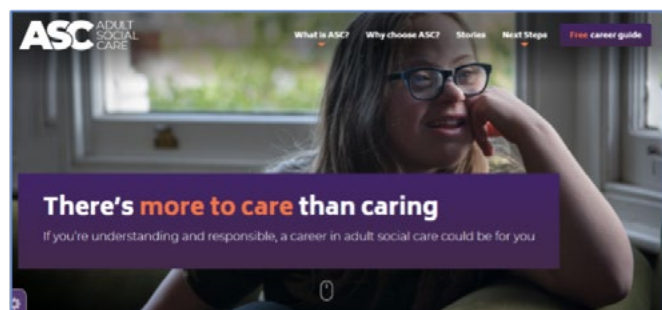 ASC ADULT
SOCIAL
CARE
What is ASC? Why choose ASC? Stories Next Steps Free career guide
There's more to care than caring
If you're understanding and responsible, a career in adult social care could be for you